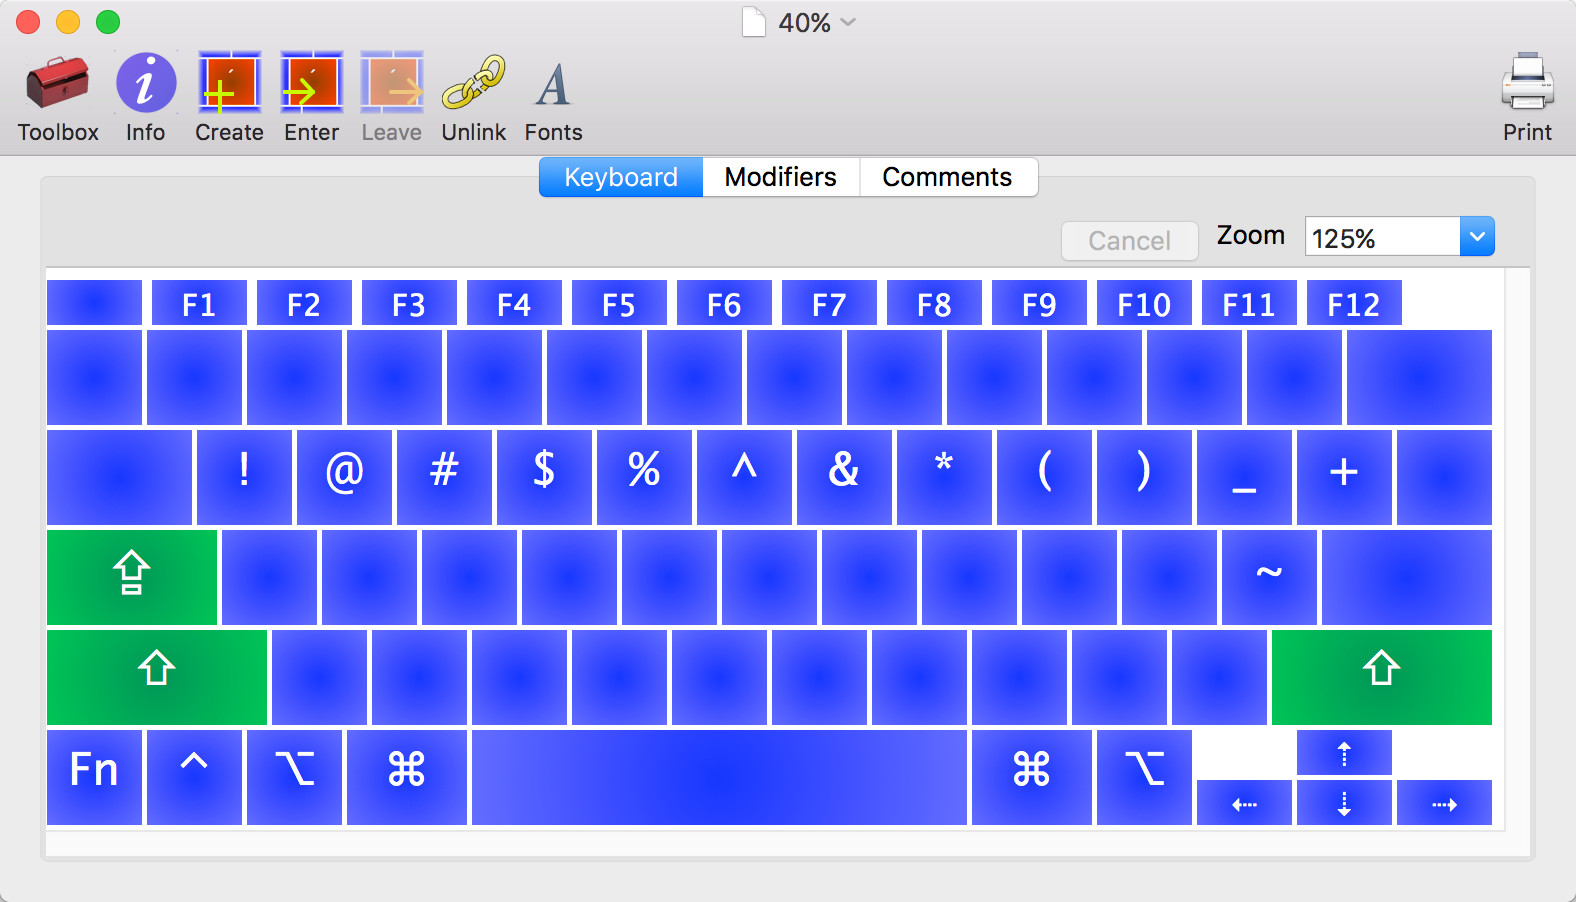 40%
Toolbox Info Create Enter Leave Unlink Fonts Print
Keyboard Modifiers Comments
Cancel Zoom 125%
F1 F2 F3 F4 F5 F6 F7 F8 F9 F10 F11 F12
! @ # $ % ^ & * ( ) _ +
⇪ ~
⇧ ⇧
Fn ^ ⌥ ⌘ ⌘ ⌥ ⇡
⇠ ⇣ ⇢